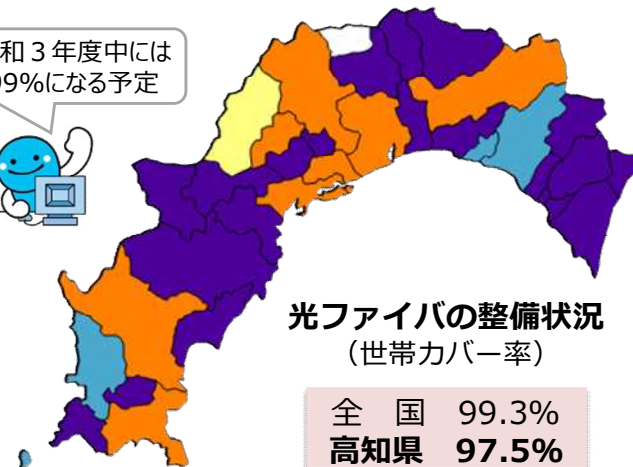 和３年度中には
99%になる予定
光ファイバの整備状況
（世帯カバー率）
全　国　99.3%
高知県　97.5%